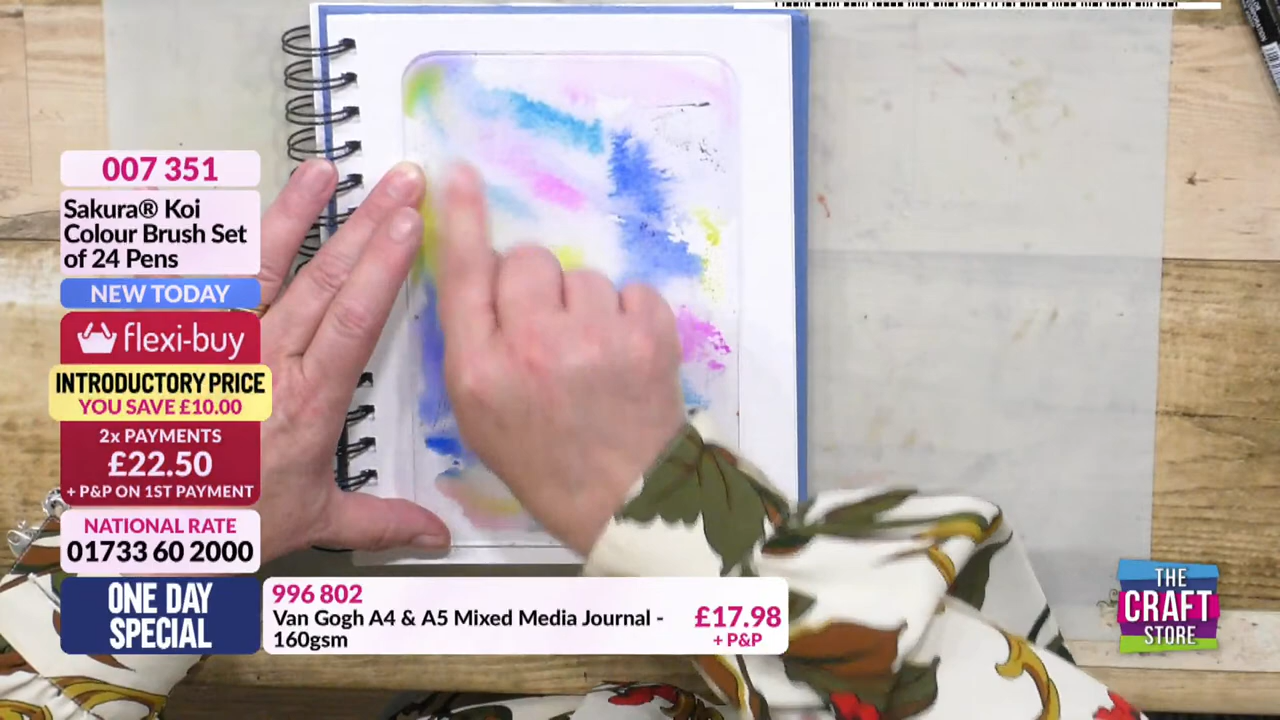 007 351
Sakura® Koi
Colour Brush Set
of 24 Pens
NEW TODAY
flexi-buy
INTRODUCTORY PRICE
YOU SAVE £10.00
2x PAYMENTS
£22.50
+ P&P ON 1ST PAYMENT
NATIONAL RATE
01733 60 2000
ONE DAY
SPECIAL
996 802
Van Gogh A4 & A5 Mixed Media Journal -
160gsm
£17.98
+ P&P
THE
CRAFT
STORE